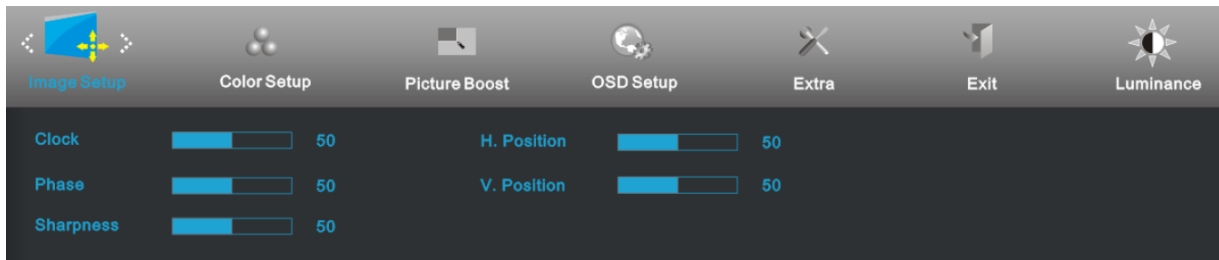 Image Setup Color Setup Picture Boost OSD Setup Extra Exit Luminance
Clock 50 H. Position 50
Phase 50 V. Position 50
Sharpness 50